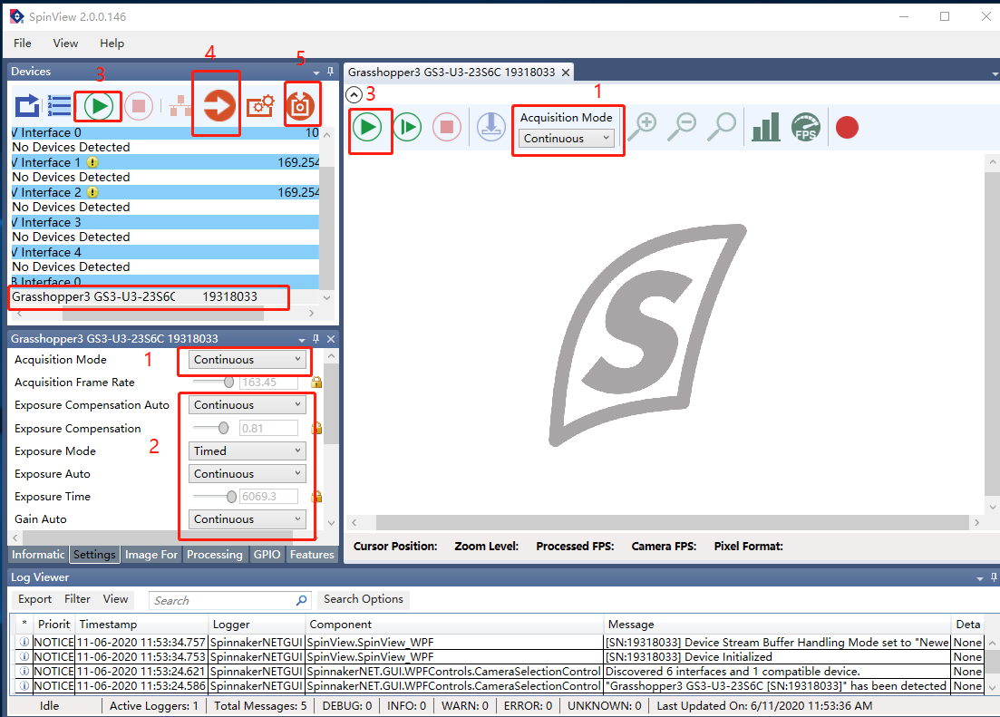 SpinView 2.0.0.146
File View Help
Devices
3
4
5
V Interface 0 10
No Devices Detected
V Interface 1 169.254
No Devices Detected
V Interface 2 169.254
No Devices Detected
V Interface 3
No Devices Detected
V Interface 4
No Devices Detected
B Interface 0
Grasshopper3 GS3-U3-23S6C 19318033
Grasshopper3 GS3-U3-23S6C 19318033
Acquisition Mode 1 Continuous
Acquisition Frame Rate 163.45
Exposure Compensation Auto Continuous
Exposure Compensation 0.81
2
Exposure Mode Timed
Exposure Auto Continuous
Exposure Time 6069.3
Gain Auto Continuous
Informatic Settings Image For Processing GPIO Features
Grasshopper3 GS3-U3-23S6C 19318033
3
1
Acquisition Mode
Continuous
FPS
S
Cursor Position: Zoom Level: Processed FPS: Camera FPS: Pixel Format:
Log Viewer
Export Filter View Search Search Options
* Priorit Timestamp Logger Component Message Deta
NOTICE 11-06-2020 11:53:34.757 SpinnakerNETGUI SpinView.SpinView_WPF [SN:19318033] Device Stream Buffer Handling Mode set to "Newe None
NOTICE 11-06-2020 11:53:34.753 SpinnakerNETGUI SpinView.SpinView_WPF [SN:19318033] Device Initialized None
NOTICE 11-06-2020 11:53:24.621 SpinnakerNETGUI SpinnakerNET.GUI.WPFControls.CameraSelectionControl Discovered 6 interfaces and 1 compatible device. None
NOTICE 11-06-2020 11:53:24.586 SpinnakerNETGUI SpinnakerNET.GUI.WPFControls.CameraSelectionControl "Grasshopper3 GS3-U3-23S6C [SN:19318033]" has been detected None
Idle Active Loggers: 1 Total Messages: 5 DEBUG: 0 INFO: 0 WARN: 0 ERROR: 0 UNKNOWN: 0 Last Updated On: 6/11/2020 11:53:36 AM